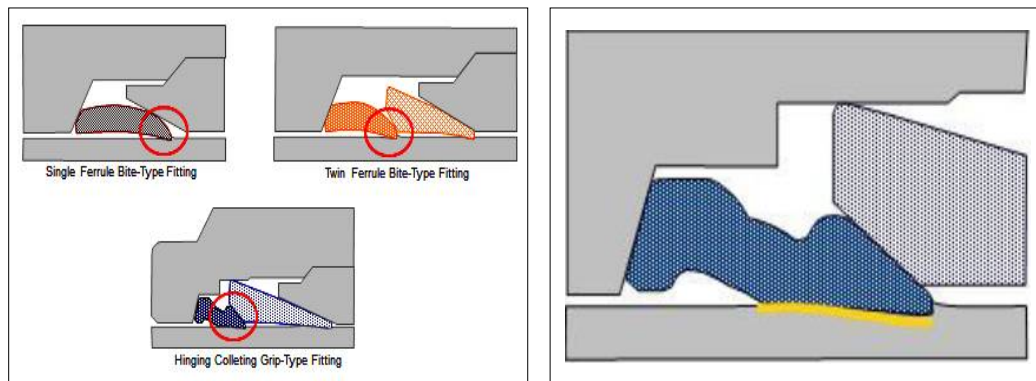 Single Ferrule Bite-Type Fitting
Twin Ferrule Bite-Type Fitting
Hinging Colleting Grip-Type Fitting